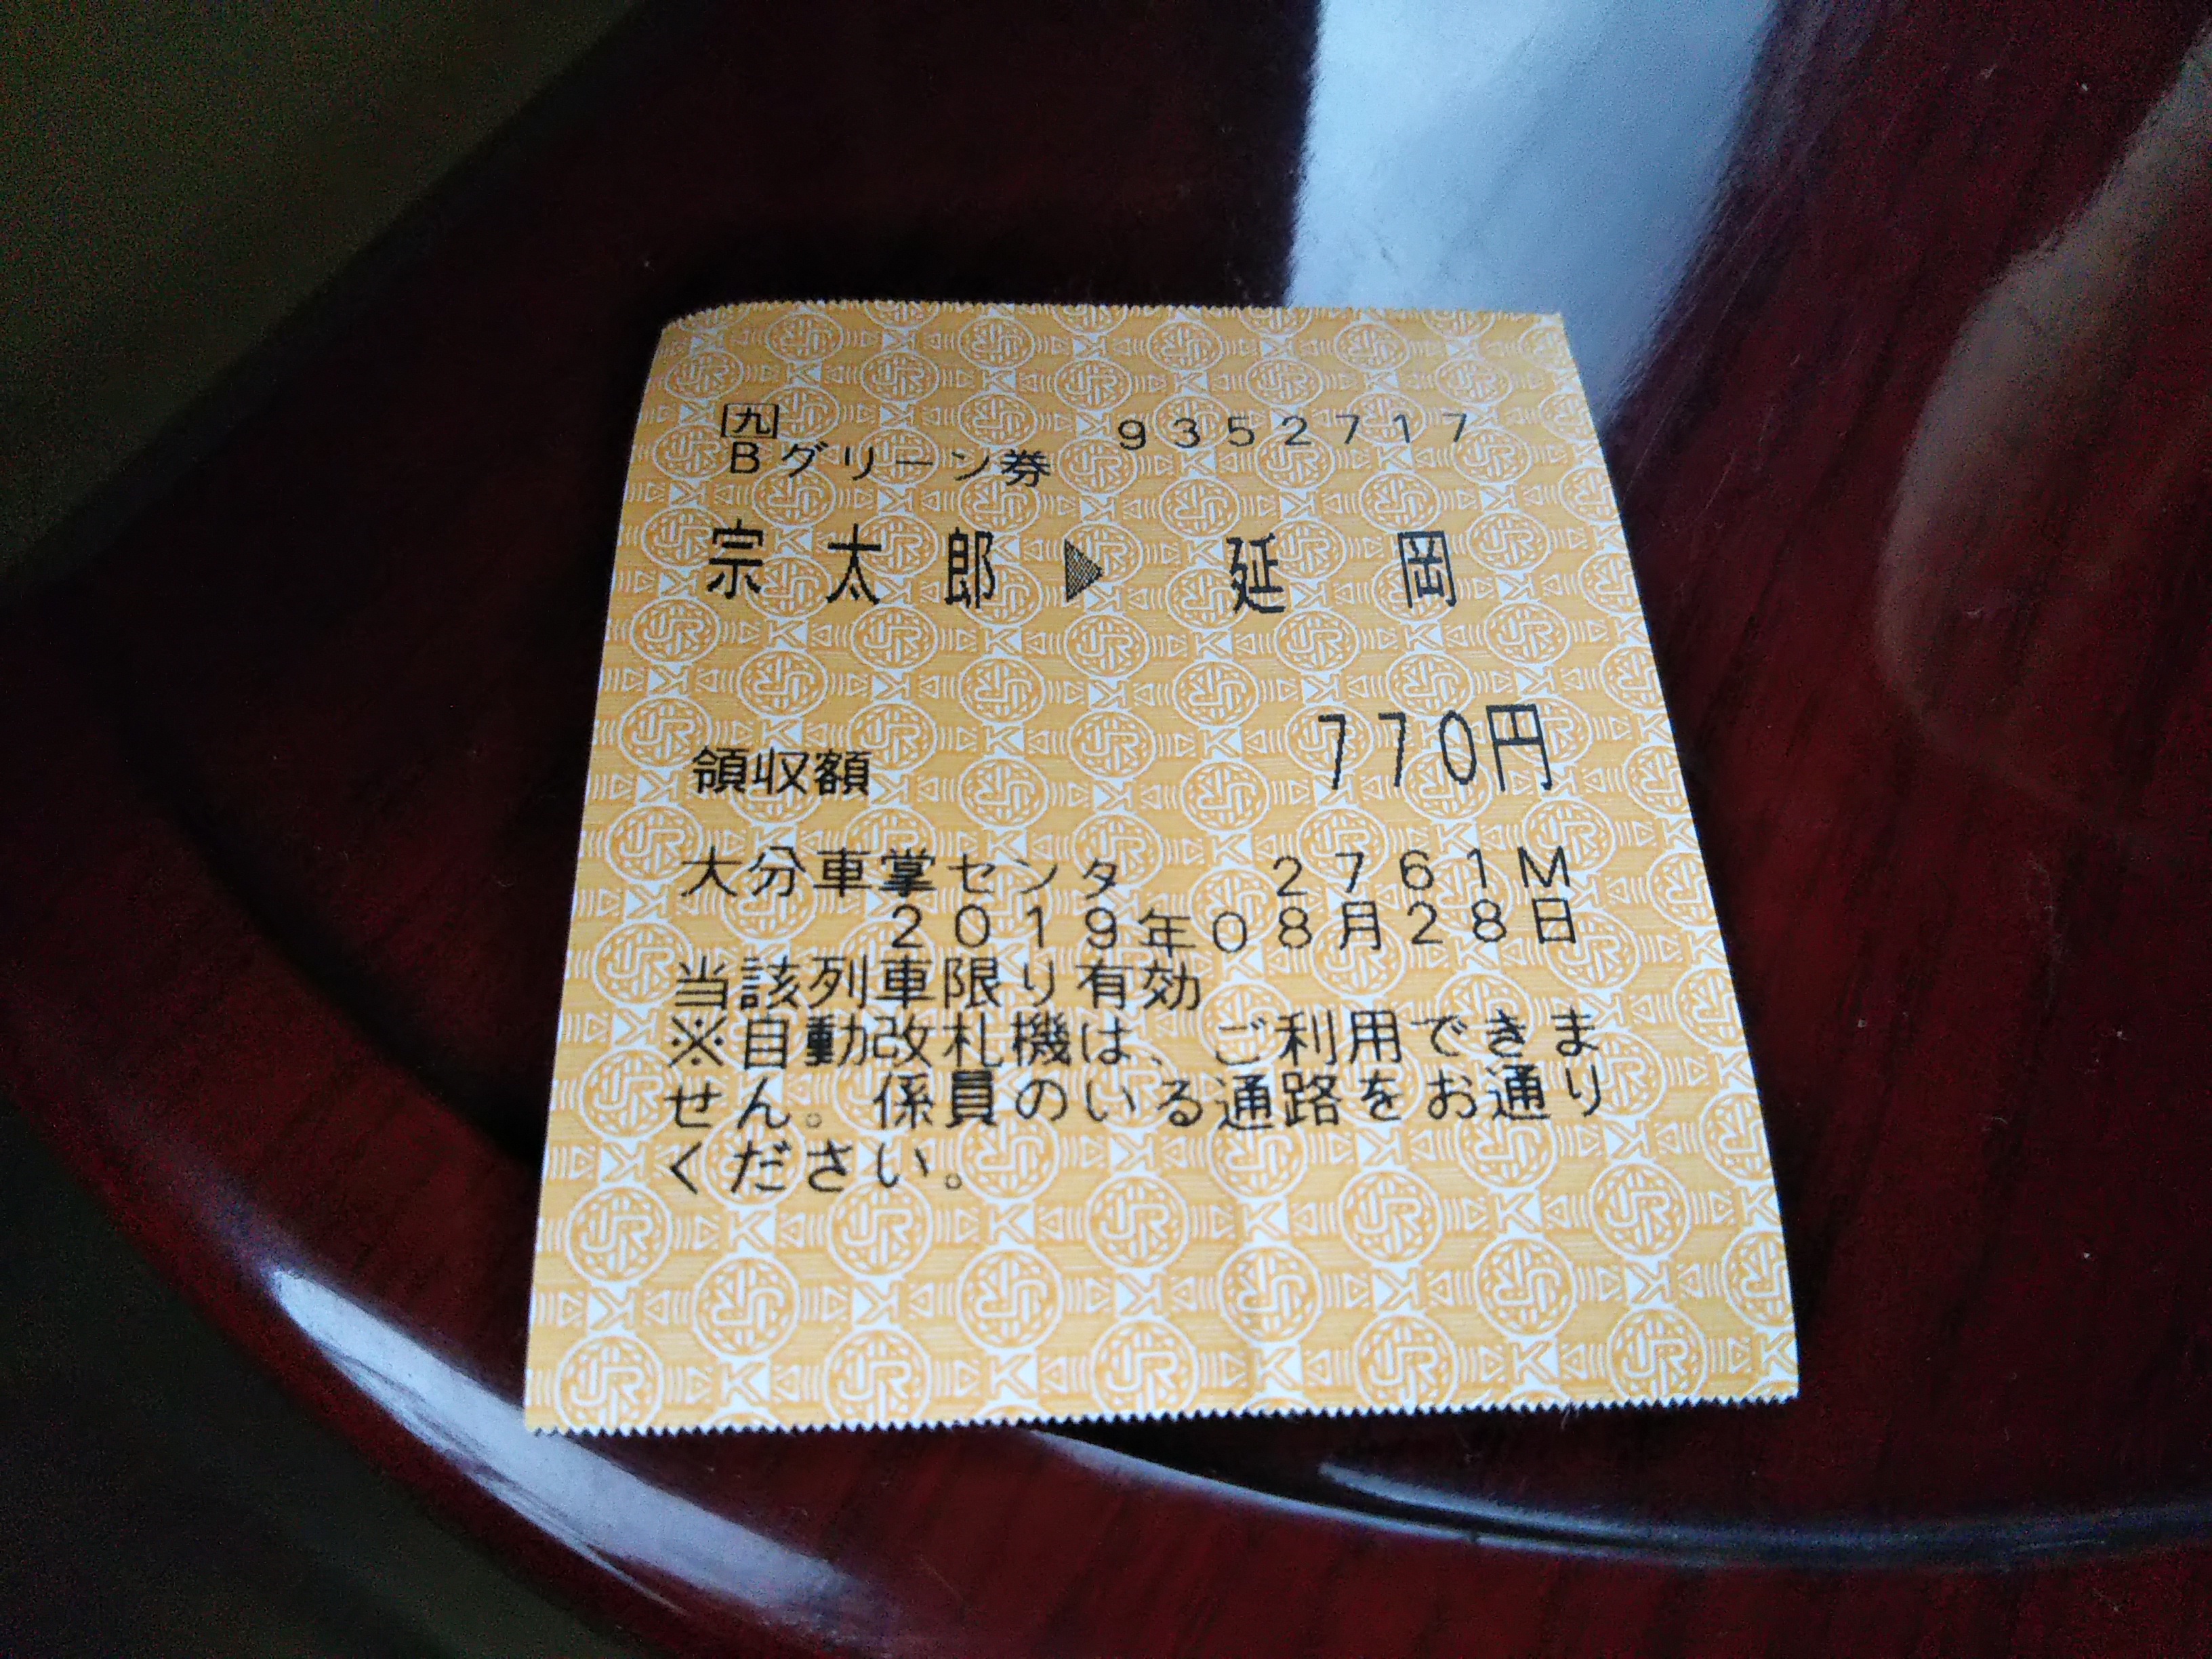 九 9352717
Bグリーン券
宗太郎▶延岡
領収額 770円
大分車掌センタ 2761M
2019年08月28日
当該列車限り有効
※自動改札機は、ご利用できま
せん。係員のいる通路をお通り
ください。